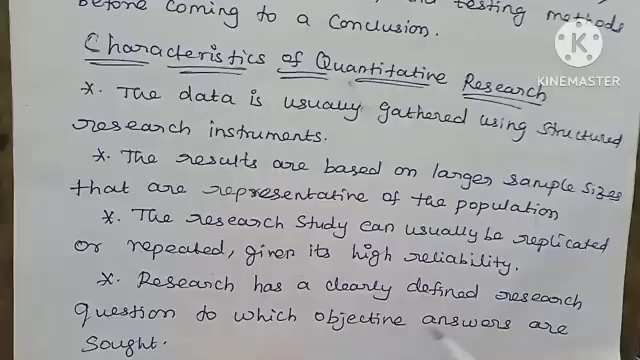 and testing methods
before coming to a Conclusion.
Characteristics of Quantitative Research
*. The data is usually gathered using structured
research instruments.
*. The results are based on larger sample sizes
that are representative of the population
*. The research study can usually be replicated
or repeated, given its high reliability.
*. Research has a clearly defined research
question to which objective answers are
sought.
KINEMASTER